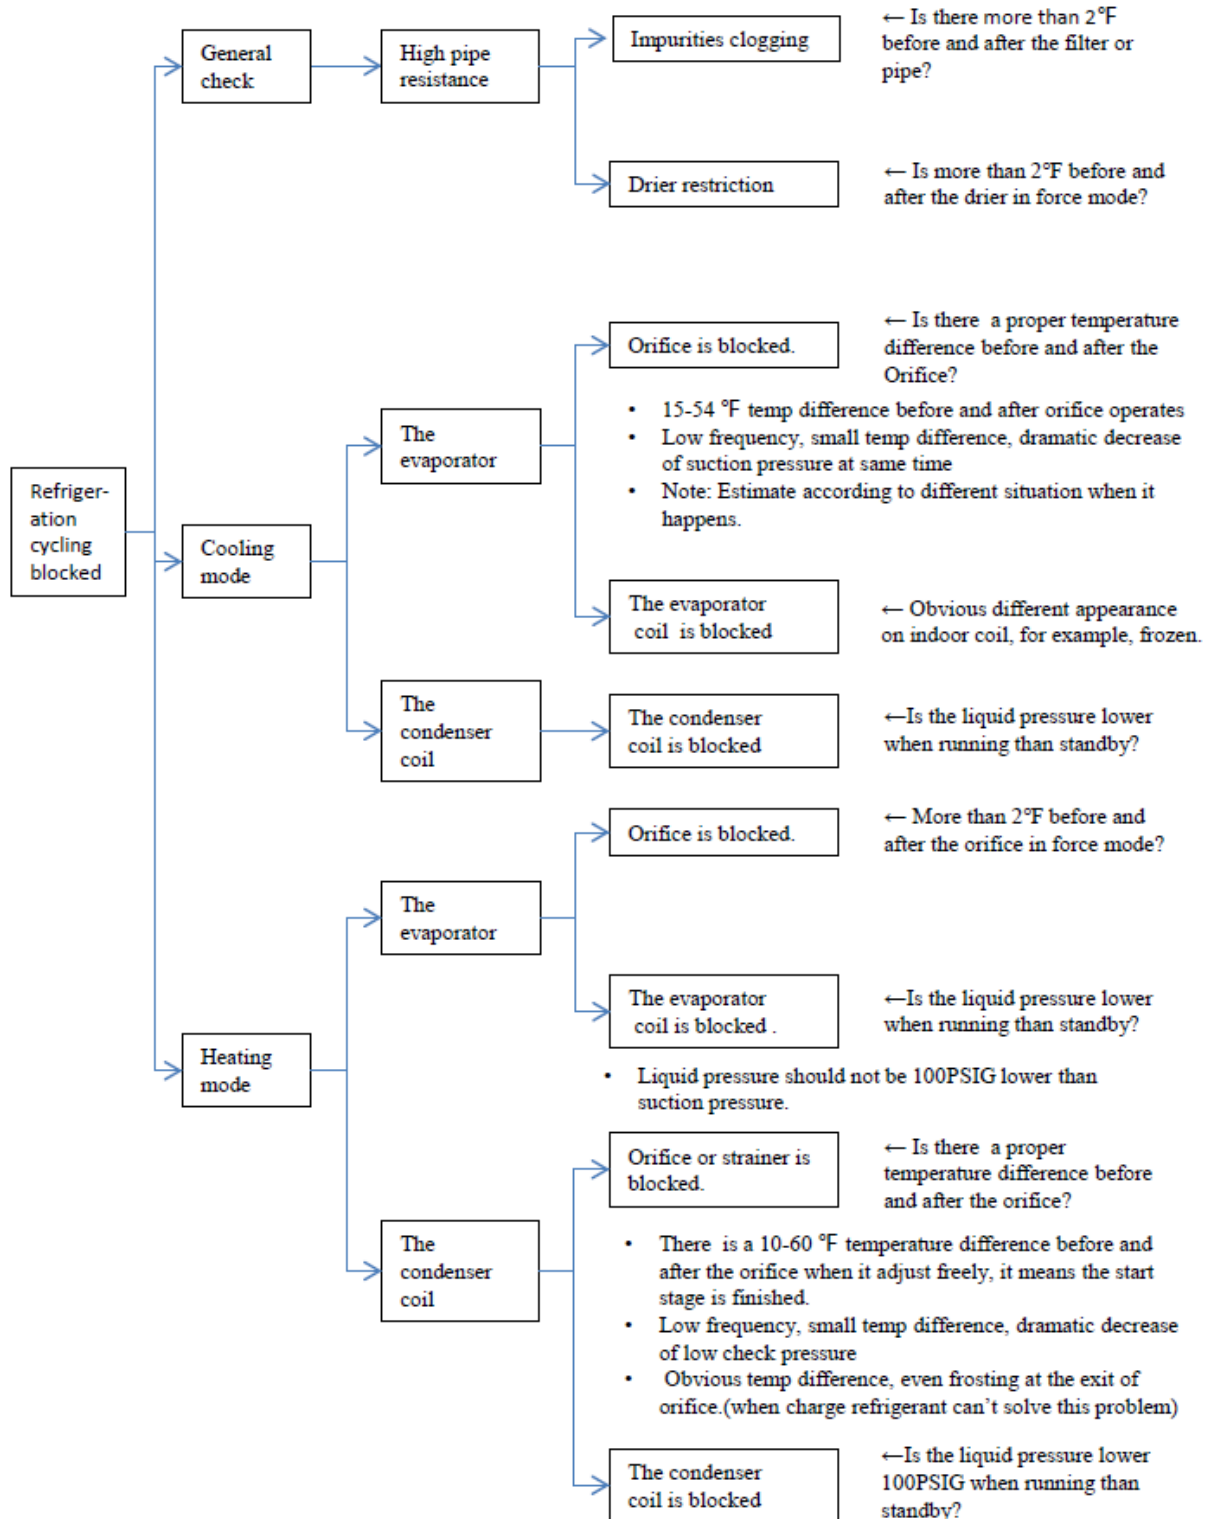 Refriger-
ation
cycling
blocked
General
check
High pipe
resistance
Impurities clogging
← Is there more than 2℉
before and after the filter or
pipe?
Drier restriction
← Is more than 2℉ before and
after the drier in force mode?
Cooling
mode
The
evaporator
Orifice is blocked.
← Is there  a proper temperature
difference before and after the
Orifice?
• 15-54 ℉ temp difference before and after orifice operates
• Low frequency, small temp difference, dramatic decrease
of suction pressure at same time
• Note: Estimate according to different situation when it
happens.
The evaporator
coil  is blocked
← Obvious different appearance
on indoor coil, for example, frozen.
The
condenser
coil
The condenser
coil is blocked
←Is the liquid pressure lower
when running than standby?
Heating
mode
The
evaporator
Orifice is blocked.
← More than 2℉ before and
after the orifice in force mode?
The evaporator
coil is blocked .
←Is the liquid pressure lower
when running than standby?
• Liquid pressure should not be 100PSIG lower than
suction pressure.
The
condenser
coil
Orifice or strainer is
blocked.
← Is there  a proper
temperature difference before
and after the orifice?
• There  is a 10-60 ℉ temperature difference before and
after the orifice when it adjust freely, it means the start
stage is finished.
• Low frequency, small temp difference, dramatic decrease
of low check pressure
• Obvious temp difference, even frosting at the exit of
orifice.(when charge refrigerant can’t solve this problem)
The condenser
coil is blocked
←Is the liquid pressure lower
100PSIG when running than
standby?